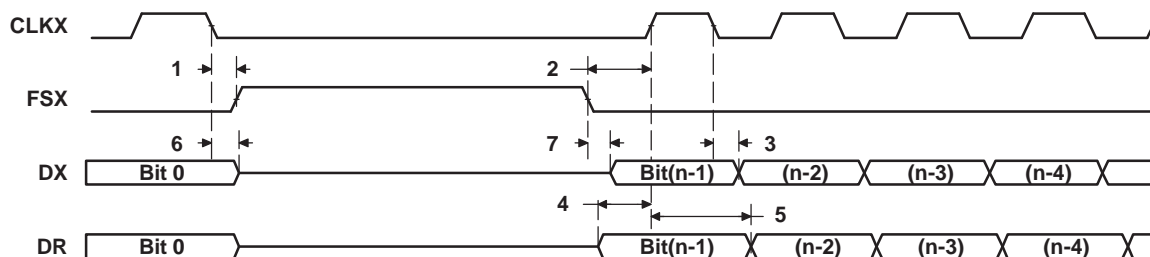 CLKX
1 2
FSX
6 7 3
DX Bit 0 Bit(n-1) (n-2) (n-3) (n-4)
4 5
DR Bit 0 Bit(n-1) (n-2) (n-3) (n-4)